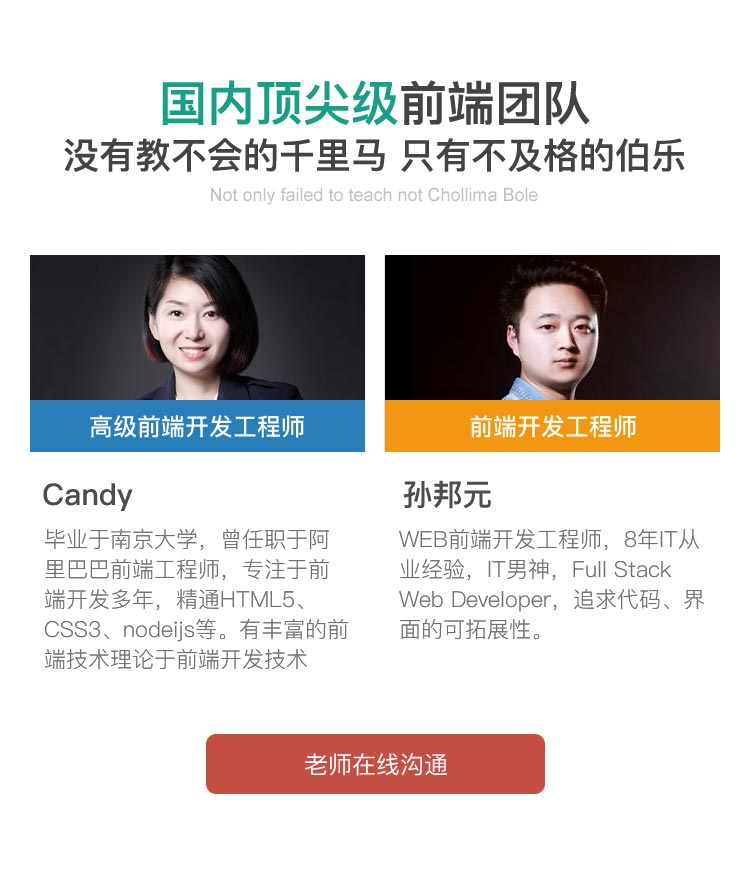 国内顶尖级前端团队
没有教不会的千里马 只有不及格的伯乐
Not only failed to teach not Chollima Bole
高级前端开发工程师
前端开发工程师
Candy
毕业于南京大学，曾任职于阿
里巴巴前端工程师，专注于前
端开发多年，精通HTML5、
CSS3、nodeijs等。有丰富的前
端技术理论于前端开发技术
孙邦元
WEB前端开发工程师，8年IT从
业经验，IT男神，Full Stack
Web Developer，追求代码、界
面的可拓展性。
老师在线沟通